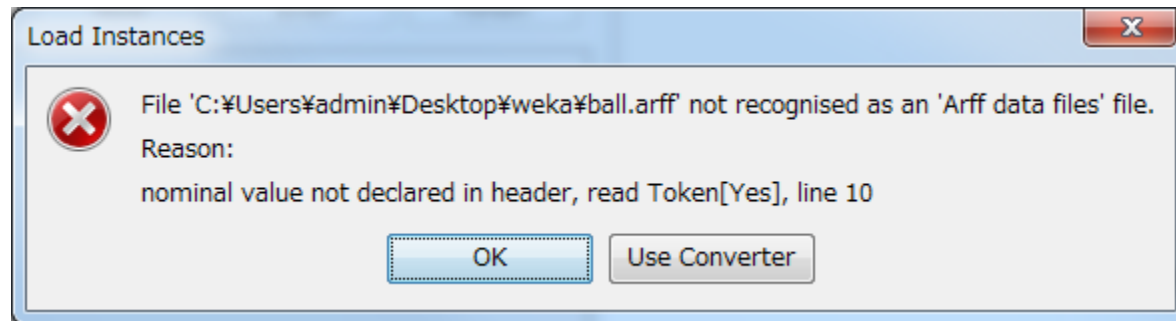 Load Instances
File 'C:¥Users¥admin¥Desktop¥weka¥ball.arff' not recognised as an 'Arff data files' file.
Reason:
nominal value not declared in header, read Token[Yes], line 10
OK
Use Converter